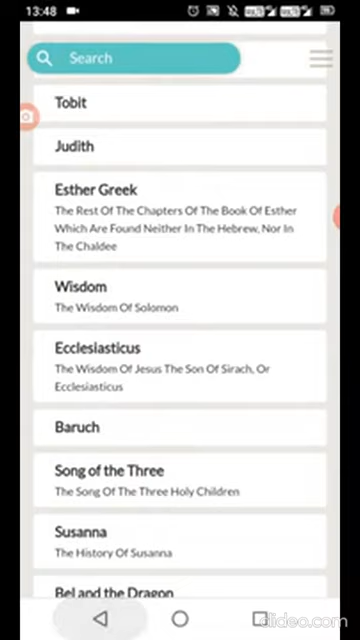 13:48
Search
Tobit
Judith
Esther Greek
The Rest Of The Chapters Of The Book Of Esther
Which Are Found Neither In The Hebrew, Nor In
The Chaldee
Wisdom
The Wisdom Of Solomon
Ecclesiasticus
The Wisdom Of Jesus The Son Of Sirach, Or
Ecclesiasticus
Baruch
Song of the Three
The Song Of The Three Holy Children
Susanna
The History Of Susanna
Bel and the Dragon
clideo.com